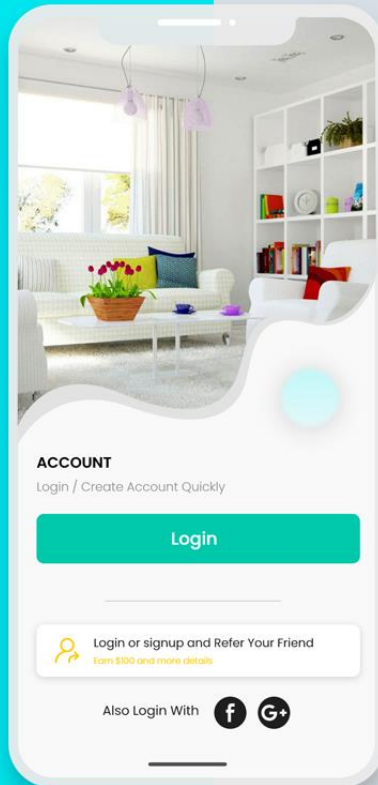 ACCOUNT
Login / Create Account Quickly
Login
Login or signup and Refer Your Friend
Earn $100 and more details
Also Login With f G+